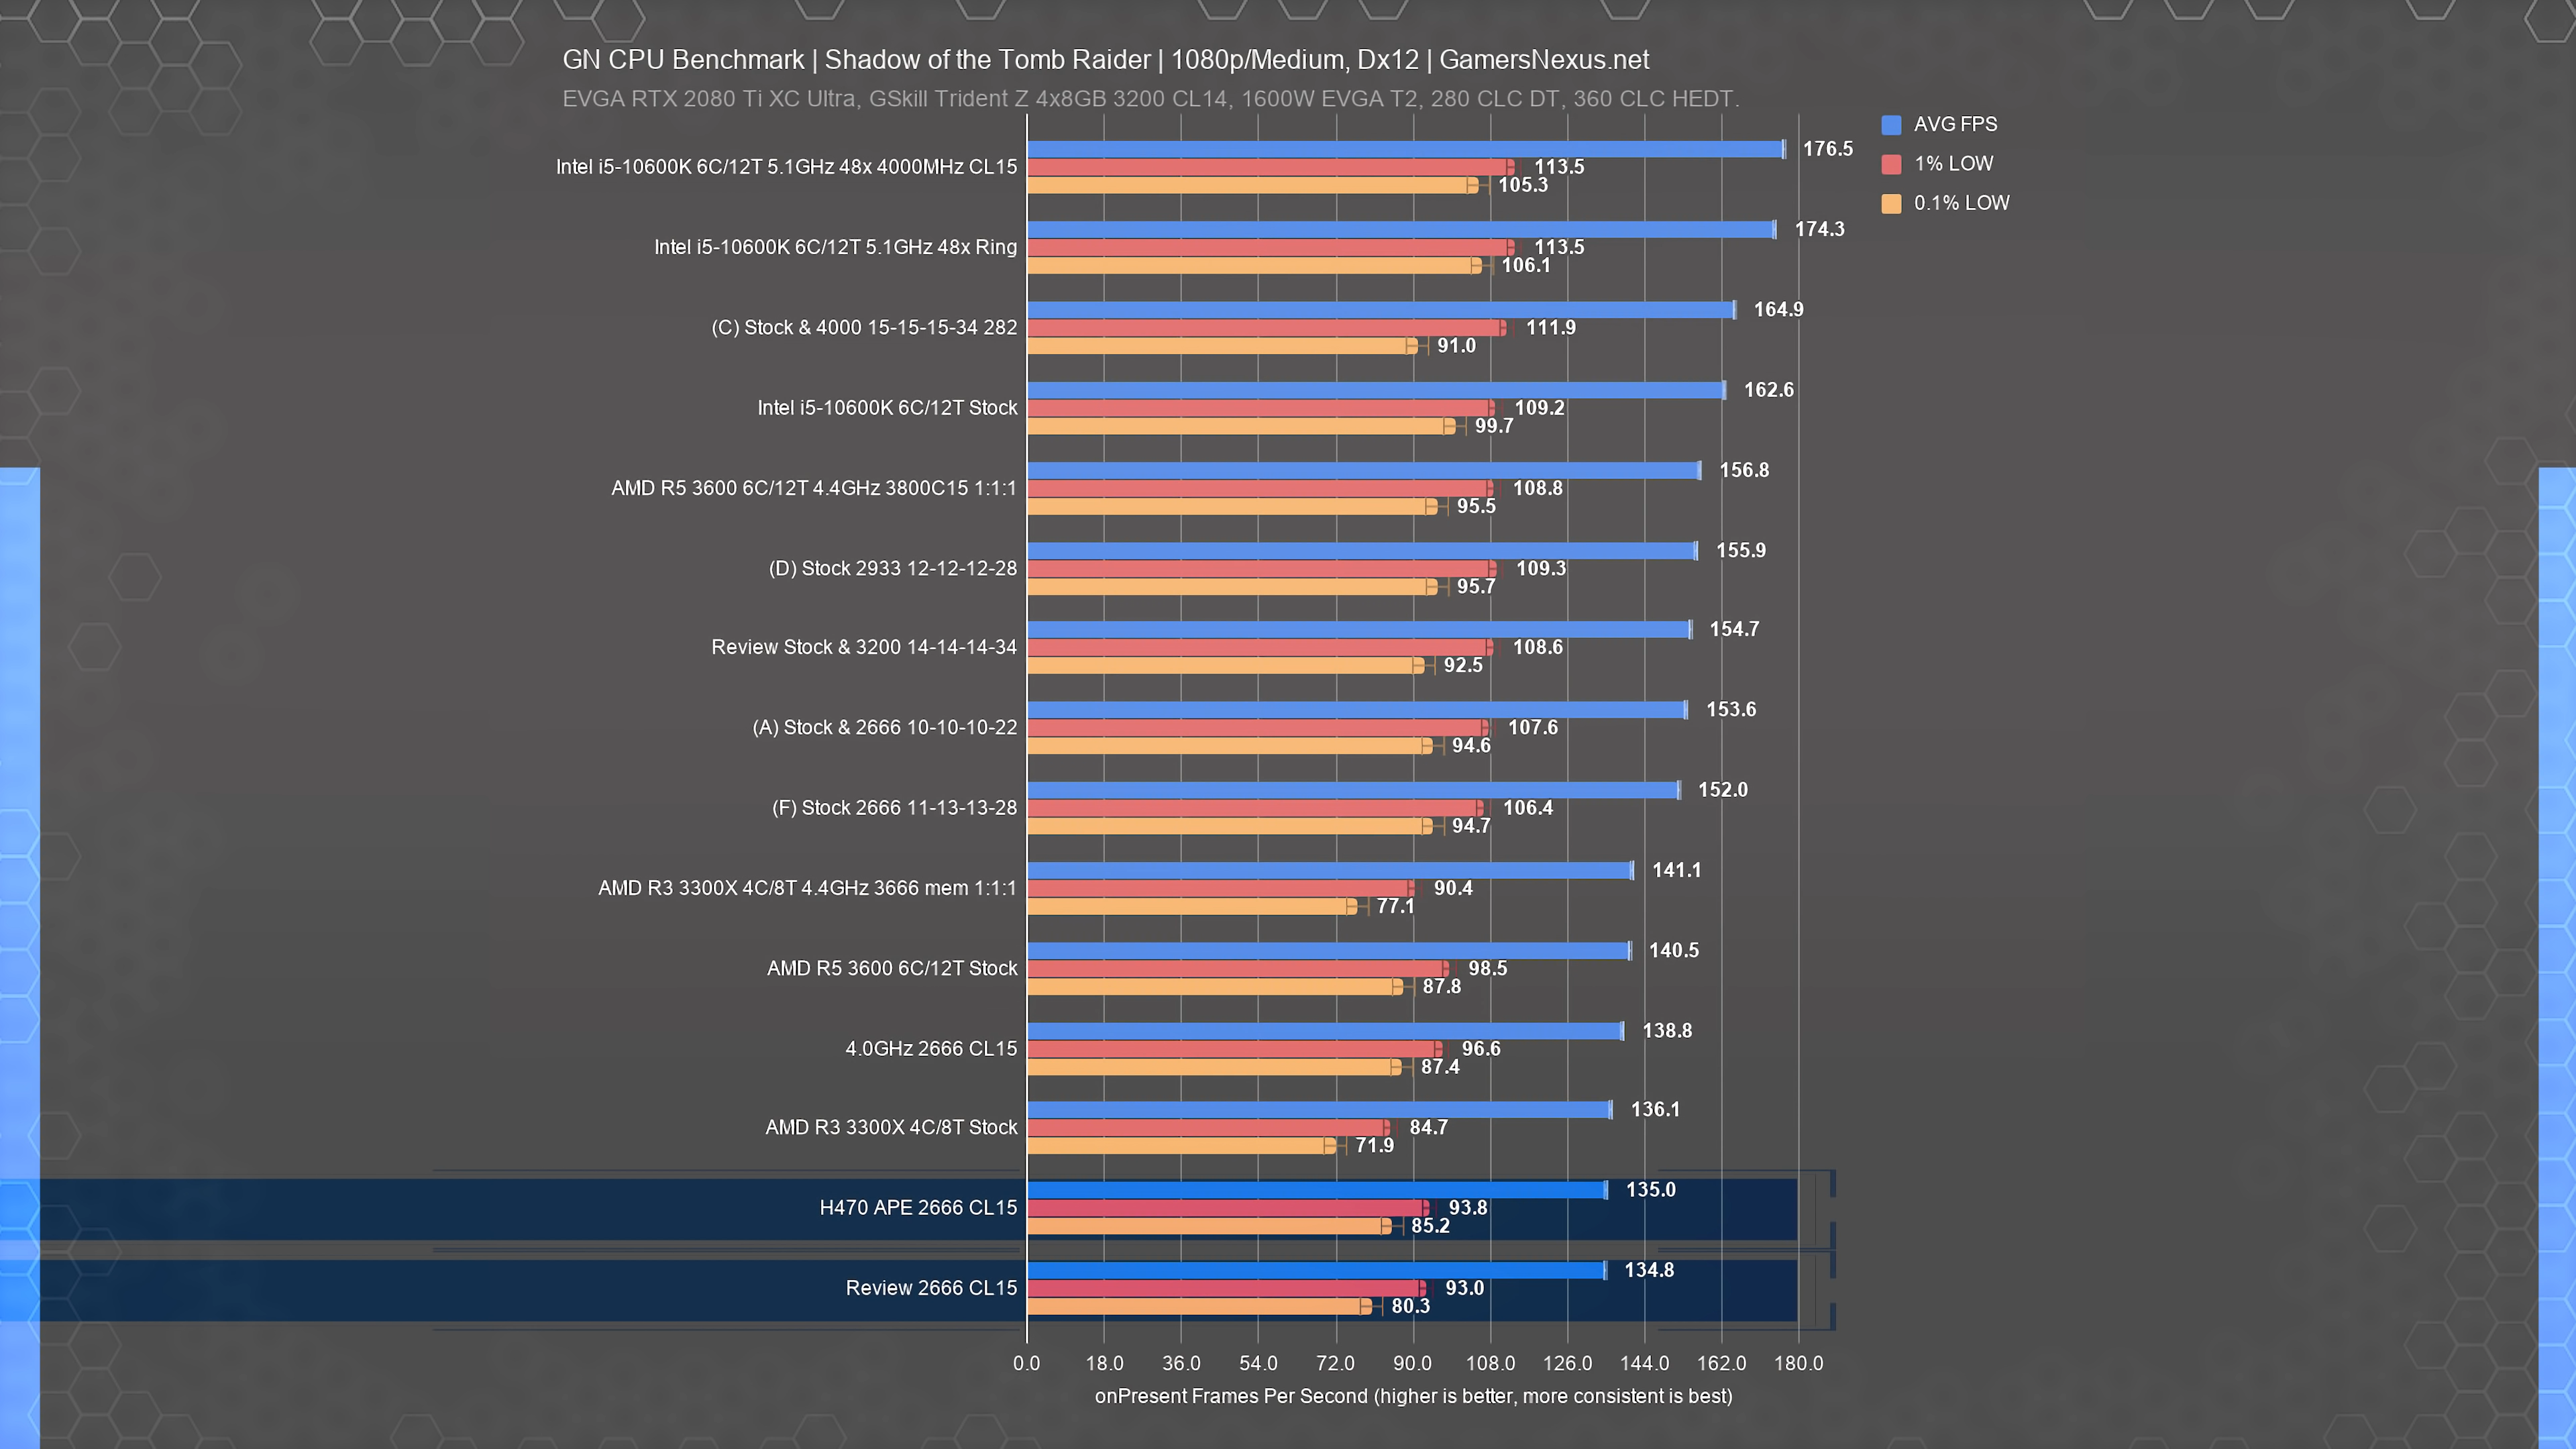 GN CPU Benchmark | Shadow of the Tomb Raider | 1080p/Medium, Dx12 | GamersNexus.net
EVGA RTX 2080 Ti XC Ultra, GSkill Trident Z 4x8GB 3200 CL14, 1600W EVGA T2, 280 CLC DT, 360 CLC HEDT.
AVG FPS
1% LOW
0.1% LOW
Intel i5-10600K 6C/12T 5.1GHz 48x 4000MHz CL15
176.5
113.5
105.3
Intel i5-10600K 6C/12T 5.1GHz 48x Ring
174.3
113.5
106.1
(C) Stock & 4000 15-15-15-34 282
164.9
111.9
91.0
Intel i5-10600K 6C/12T Stock
162.6
109.2
99.7
AMD R5 3600 6C/12T 4.4GHz 3800C15 1:1:1
156.8
108.8
95.5
(D) Stock 2933 12-12-12-28
155.9
109.3
95.7
Review Stock & 3200 14-14-14-34
154.7
108.6
92.5
(A) Stock & 2666 10-10-10-22
153.6
107.6
94.6
(F) Stock 2666 11-13-13-28
152.0
106.4
94.7
AMD R3 3300X 4C/8T 4.4GHz 3666 mem 1:1:1
141.1
90.4
77.1
AMD R5 3600 6C/12T Stock
140.5
98.5
87.8
4.0GHz 2666 CL15
138.8
96.6
87.4
AMD R3 3300X 4C/8T Stock
136.1
84.7
71.9
H470 APE 2666 CL15
135.0
93.8
85.2
Review 2666 CL15
134.8
93.0
80.3
0.0 18.0 36.0 54.0 72.0 90.0 108.0 126.0 144.0 162.0 180.0
onPresent Frames Per Second (higher is better, more consistent is best)